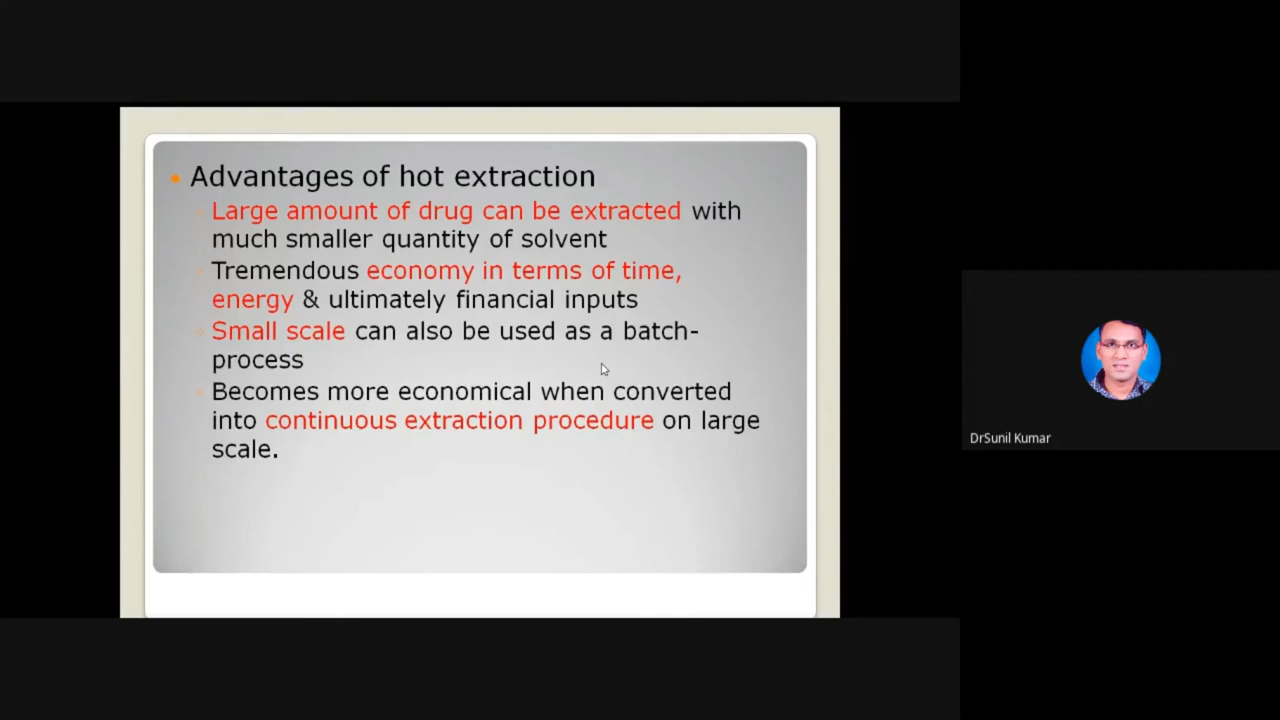 Advantages of hot extraction
Large amount of drug can be extracted with
much smaller quantity of solvent
Tremendous economy in terms of time,
energy & ultimately financial inputs
Small scale can also be used as a batch-
process
Becomes more economical when converted
into continuous extraction procedure on large
scale.
DrSunil Kumar